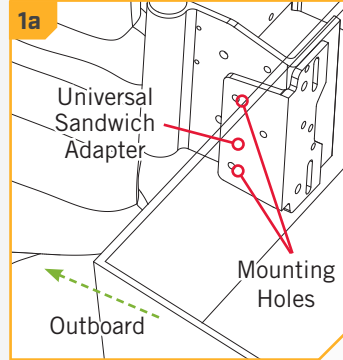 1a
Universal
Sandwich
Adapter
Mounting
Holes
Outboard